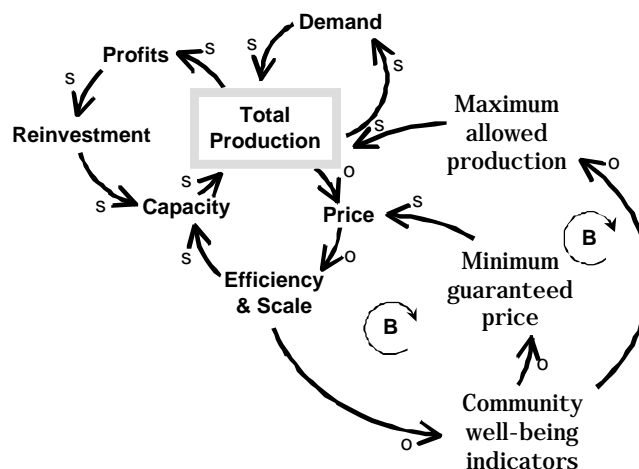 Demand
s
s
Profits
s
s
Reinvestment
s
Total
Production
s
Maximum
allowed
production
o
s
Capacity
o
Price
s
B
s
Efficiency
& Scale
o
Minimum
guaranteed
price
B
o
Community
well-being
indicators
o